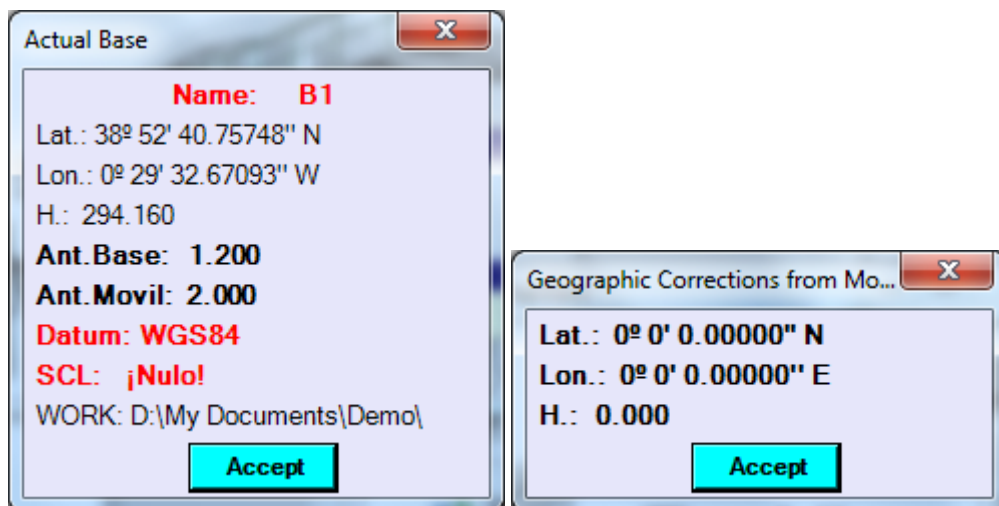 Actual Base
Name: B1
Lat.: 38º 52' 40.75748'' N
Lon.: 0º 29' 32.67093'' W
H.: 294.160
Ant.Base: 1.200
Ant.Movil: 2.000
Datum: WGS84
SCL: ¡Nulo!
WORK: D:\My Documents\Demo\
Accept
Geographic Corrections from Mo...
Lat.: 0º 0' 0.00000'' N
Lon.: 0º 0' 0.00000'' E
H.: 0.000
Accept